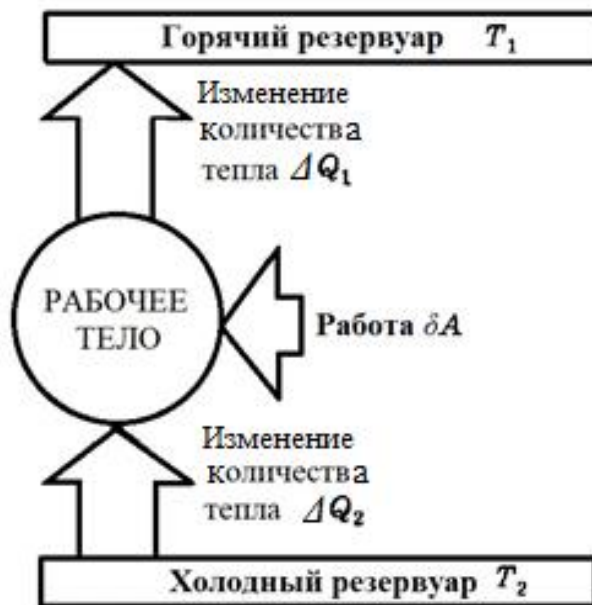 Горячий резервуар T₁
Изменение
количества
тепла ΔQ₁
РАБОЧЕЕ
ТЕЛО
Работа δA
Изменение
количества
тепла ΔQ₂
Холодный резервуар T₂